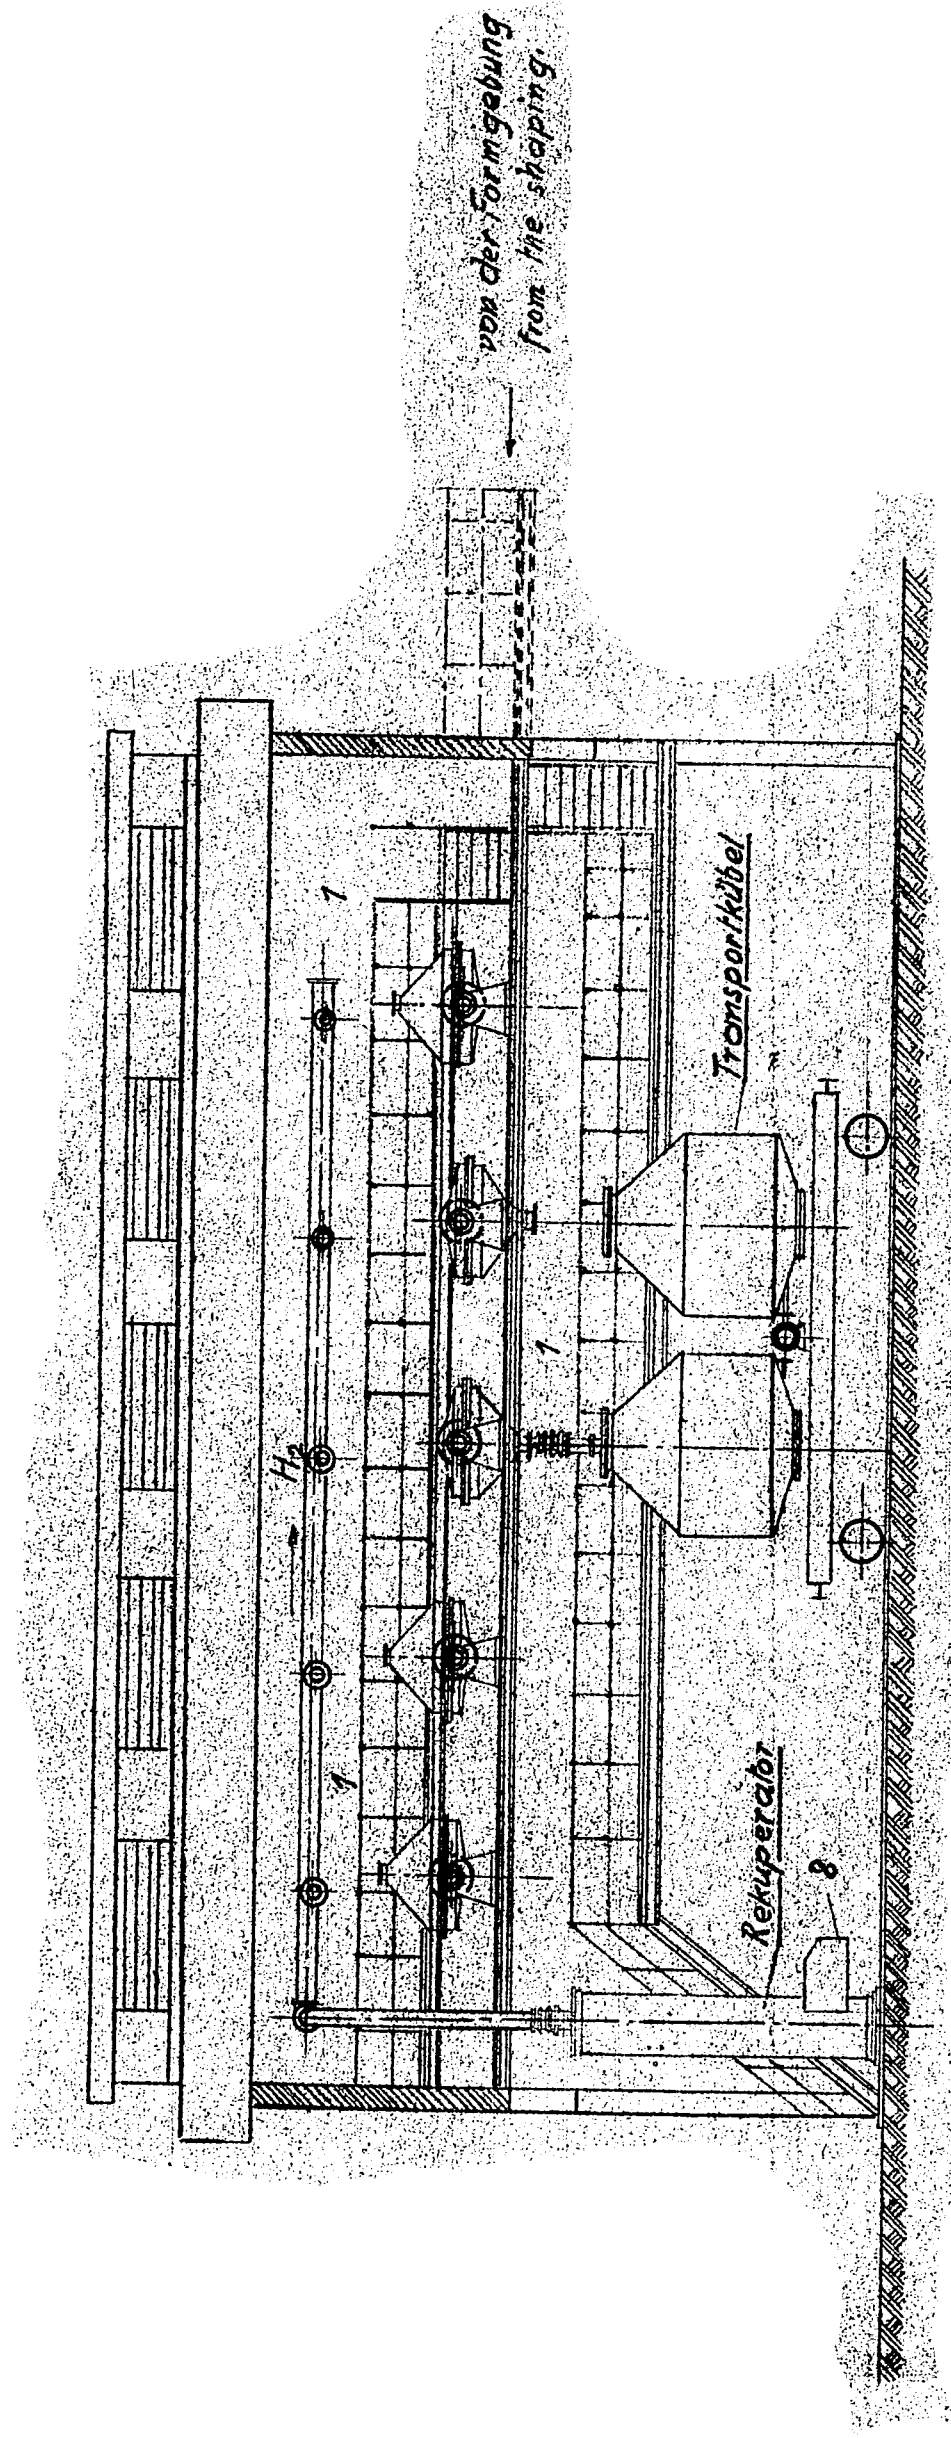 von der Formgebung
from the shaping.
1
H₂
1
1
Transportkübel
Rekuperator
8